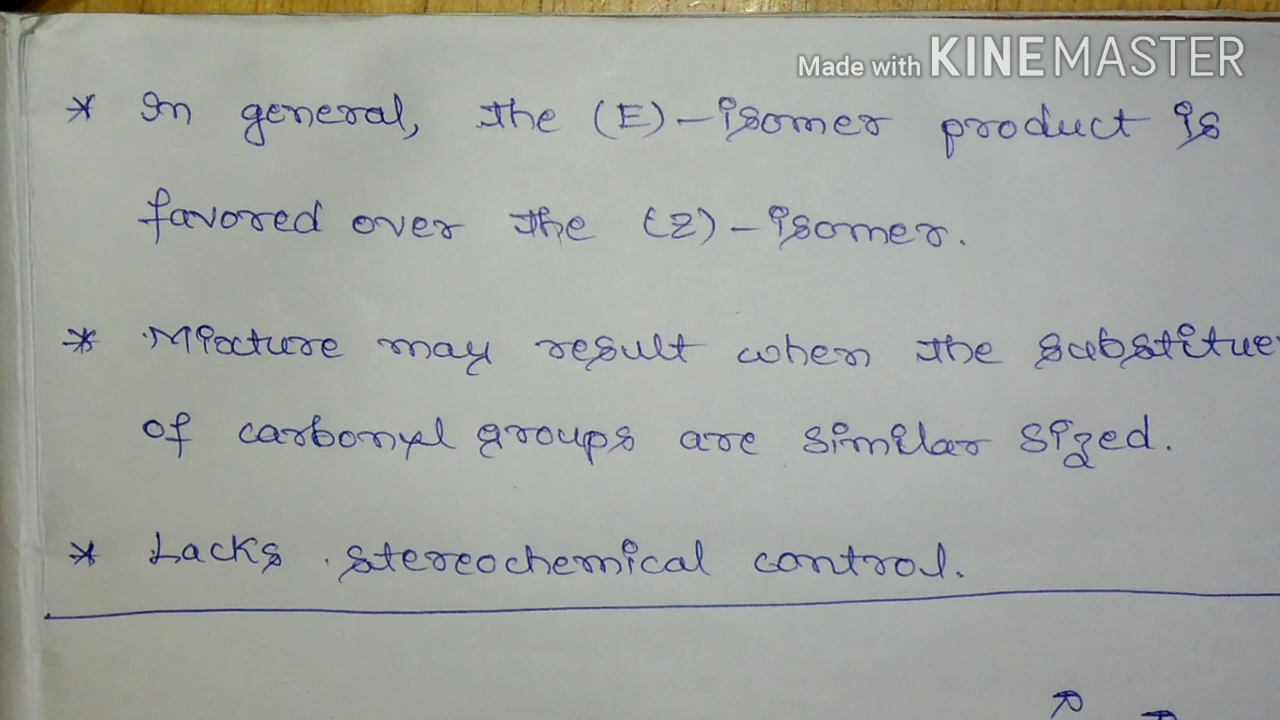 Made with KINEMASTER
* In general, the (E)-isomer product is
favored over the (Z)-isomer.
* Mixture may result when the substitue
of carbonyl groups are similar sized.
* Lacks stereochemical control.
R
R